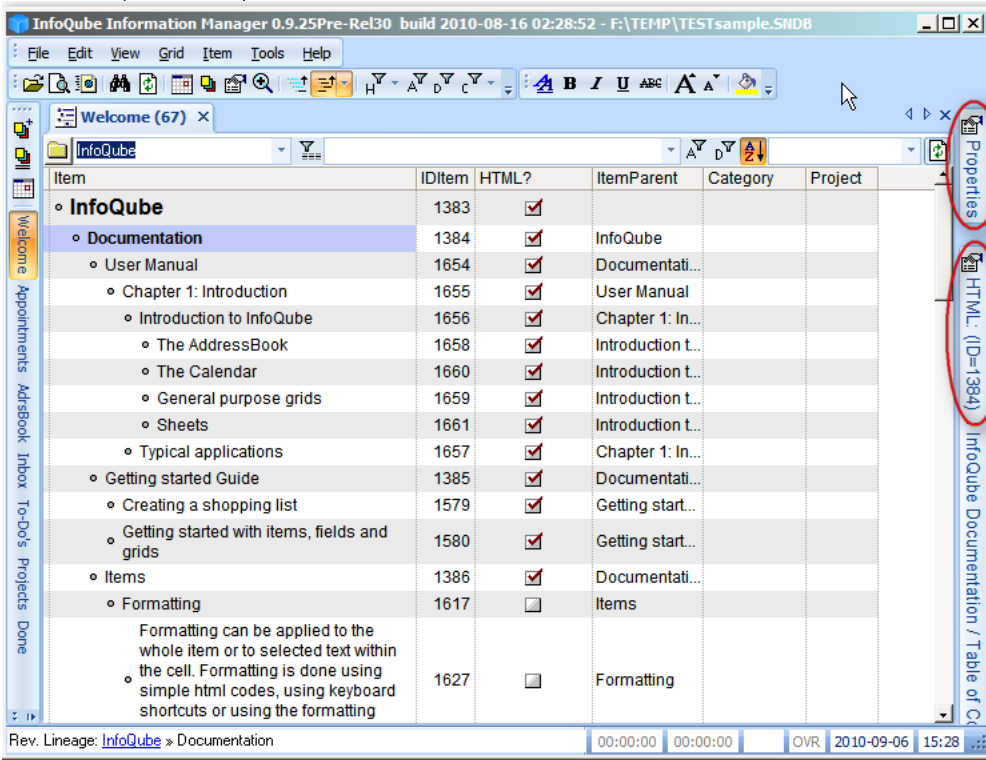 InfoQube Information Manager 0.9.25Pre-Rel30 build 2010-08-16 02:28:52 - F:\TEMP\TESTsample.SNDB
File Edit View Grid Item Tools Help
H A D C A B I U ABC A A
Welcome (67)
InfoQube A D A Z
Item IDItem HTML? ItemParent Category Project
InfoQube 1383
Documentation 1384 InfoQube
User Manual 1654 Documentati...
Chapter 1: Introduction 1655 User Manual
Introduction to InfoQube 1656 Chapter 1: In...
The AddressBook 1658 Introduction t...
The Calendar 1660 Introduction t...
General purpose grids 1659 Introduction t...
Sheets 1661 Introduction t...
Typical applications 1657 Chapter 1: In...
Getting started Guide 1385 Documentati...
Creating a shopping list 1579 Getting start...
Getting started with items, fields and
grids 1580 Getting start...
Items 1386 Documentati...
Formatting 1617 Items
Formatting can be applied to the
whole item or to selected text within
the cell. Formatting is done using
simple html codes, using keyboard
shortcuts or using the formatting
1627 Formatting
Welcome Appointments AdrsBook Inbox To-Do's Projects Done
Properties
HTML: (ID=1384)
InfoQube Documentation / Table of Co
Rev. Lineage: InfoQube » Documentation 00:00:00 00:00:00 OVR 2010-09-06 15:28